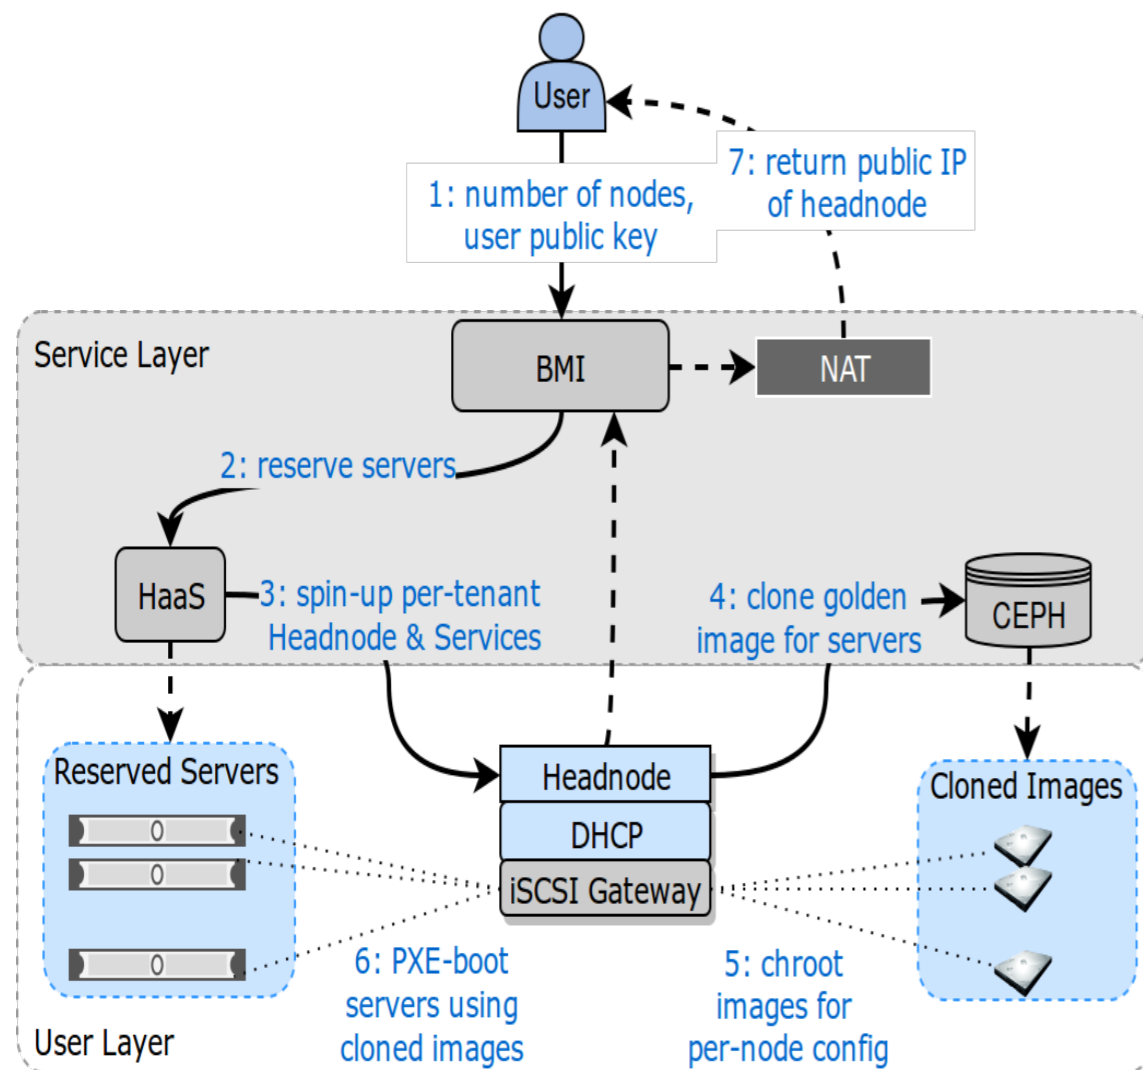 User
7: return public IP
of headnode
1: number of nodes,
user public key
Service Layer
BMI
NAT
2: reserve servers
HaaS
3: spin-up per-tenant
Headnode & Services
4: clone golden
image for servers
CEPH
Reserved Servers
Headnode
DHCP
iSCSI Gateway
Cloned Images
6: PXE-boot
servers using
cloned images
5: chroot
images for
per-node config
User Layer